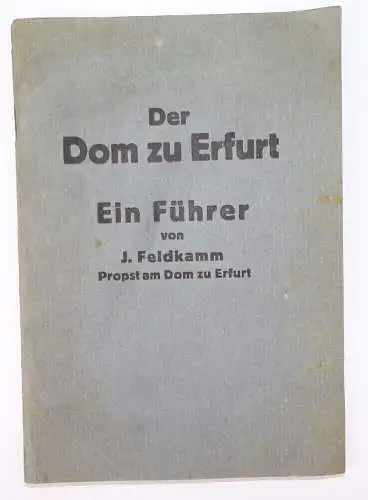 Der
Dom zu Erfurt
Ein Führer
von
J. Feldkamm
Propst am Dom zu Erfurt